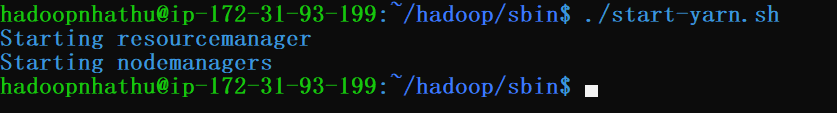 hadoopnhathu@ip-172-31-93-199:~/hadoop/sbin$ ./start-yarn.sh
Starting resourcemanager
Starting nodemanagers
hadoopnhathu@ip-172-31-93-199:~/hadoop/sbin$